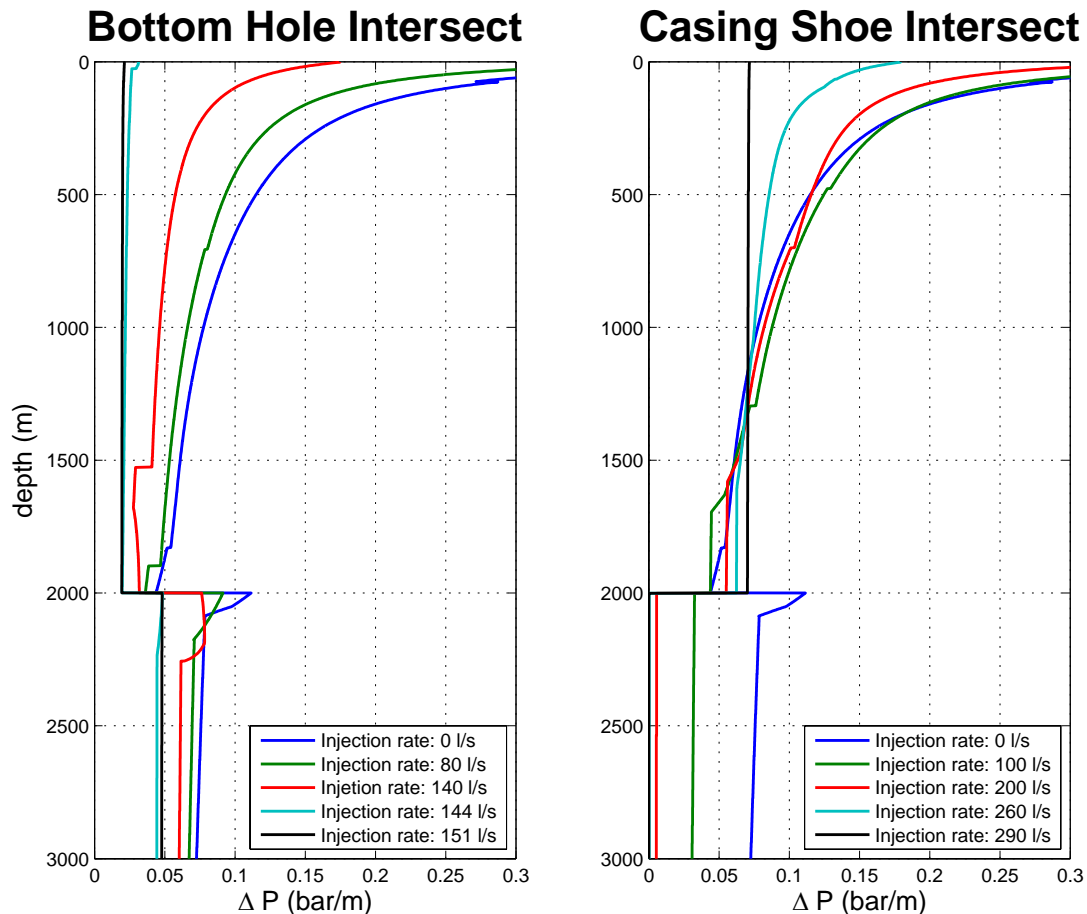 Bottom Hole Intersect
0
500
1000
1500
2000
2500
3000
depth (m)
0
0.05
0.1
0.15
0.2
0.25
0.3
Δ P (bar/m)
Injection rate: 0 l/s
Injection rate: 80 l/s
Injetion rate: 140 l/s
Injection rate: 144 l/s
Injection rate: 151 l/s
Casing Shoe Intersect
0
500
1000
1500
2000
2500
3000
0
0.05
0.1
0.15
0.2
0.25
0.3
Δ P (bar/m)
Injection rate: 0 l/s
Injection rate: 100 l/s
Injection rate: 200 l/s
Injection rate: 260 l/s
Injection rate: 290 l/s